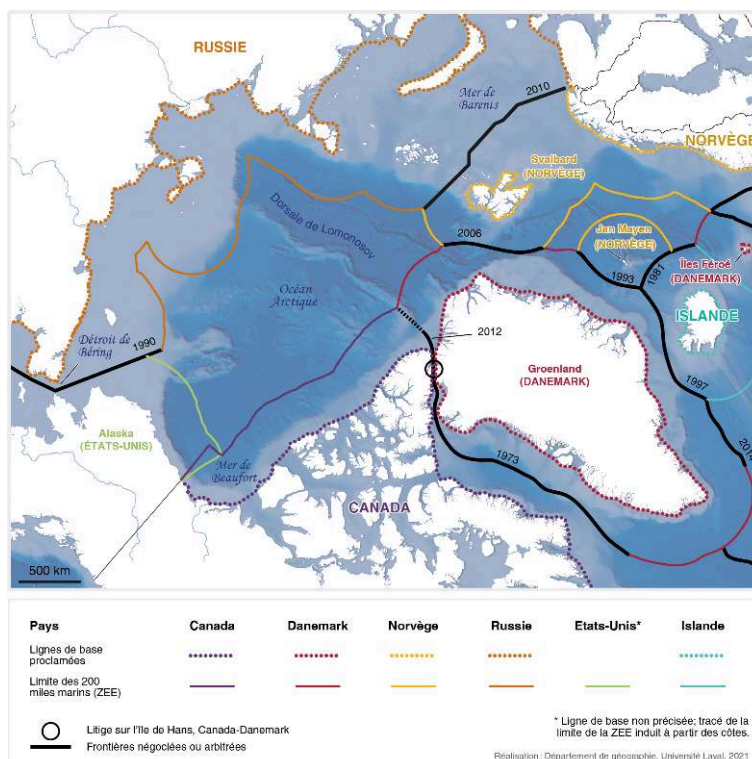 RUSSIE
2010
Mer de
Barents
NORVÈGE
Svalbard
(NORVÈGE)
Dorsale de Lomonosov
2006
Jan Mayen
(NORVÈGE)
1993
1981
Îles Féroé
(DANEMARK)
Océan
Arctique
ISLANDE
Détroit de
Béring
1990
2012
Groenland
(DANEMARK)
1997
Alaska
(ÉTATS-UNIS)
Mer de
Beaufort
1973
2014
CANADA
500 km
Pays
Canada
Danemark
Norvège
Russie
Etats-Unis*
Islande
Lignes de base
proclamées
Limite des 200
miles marins (ZEE)
Litige sur l'île de Hans, Canada-Danemark
Frontières négociées ou arbitrées
* Ligne de base non précisée; tracé de la
limite de la ZEE induit à partir des côtes.
Réalisation: Département de géographie, Université Laval, 2021